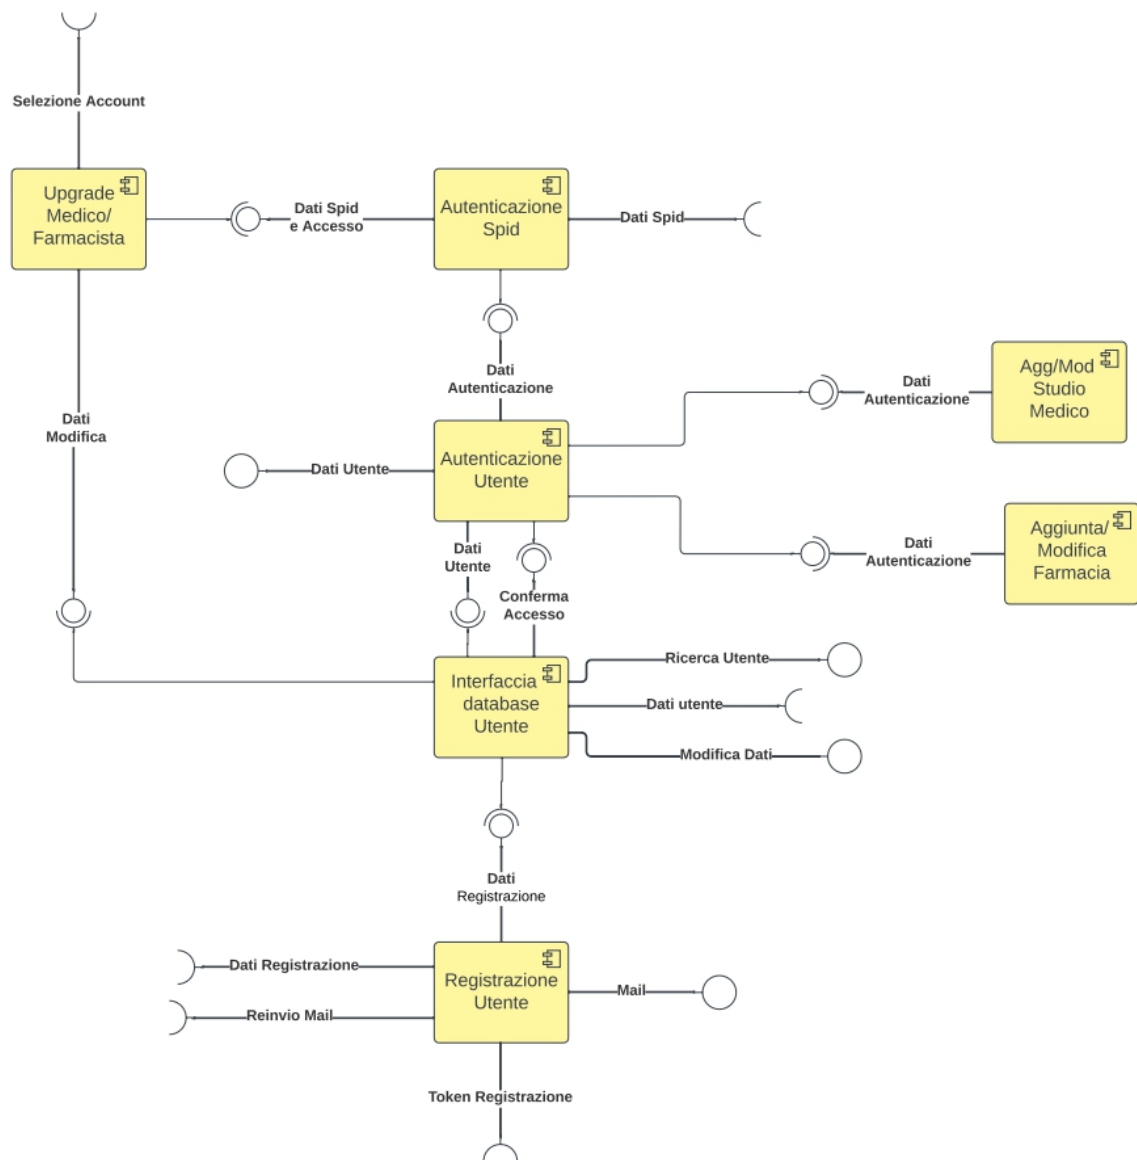 Selezione Account
Upgrade
Medico/
Farmacista
Dati Spid
e Accesso
Autenticazione
Spid
Dati Spid
Dati
Autenticazione
Agg/Mod
Studio
Medico
Dati
Autenticazione
Dati
Modifica
Dati Utente
Autenticazione
Utente
Dati
Autenticazione
Aggiunta/
Modifica
Farmacia
Dati
Utente
Conferma
Accesso
Interfaccia
database
Utente
Ricerca Utente
Dati utente
Modifica Dati
Dati
Registrazione
Dati Registrazione
Reinvio Mail
Registrazione
Utente
Mail
Token Registrazione